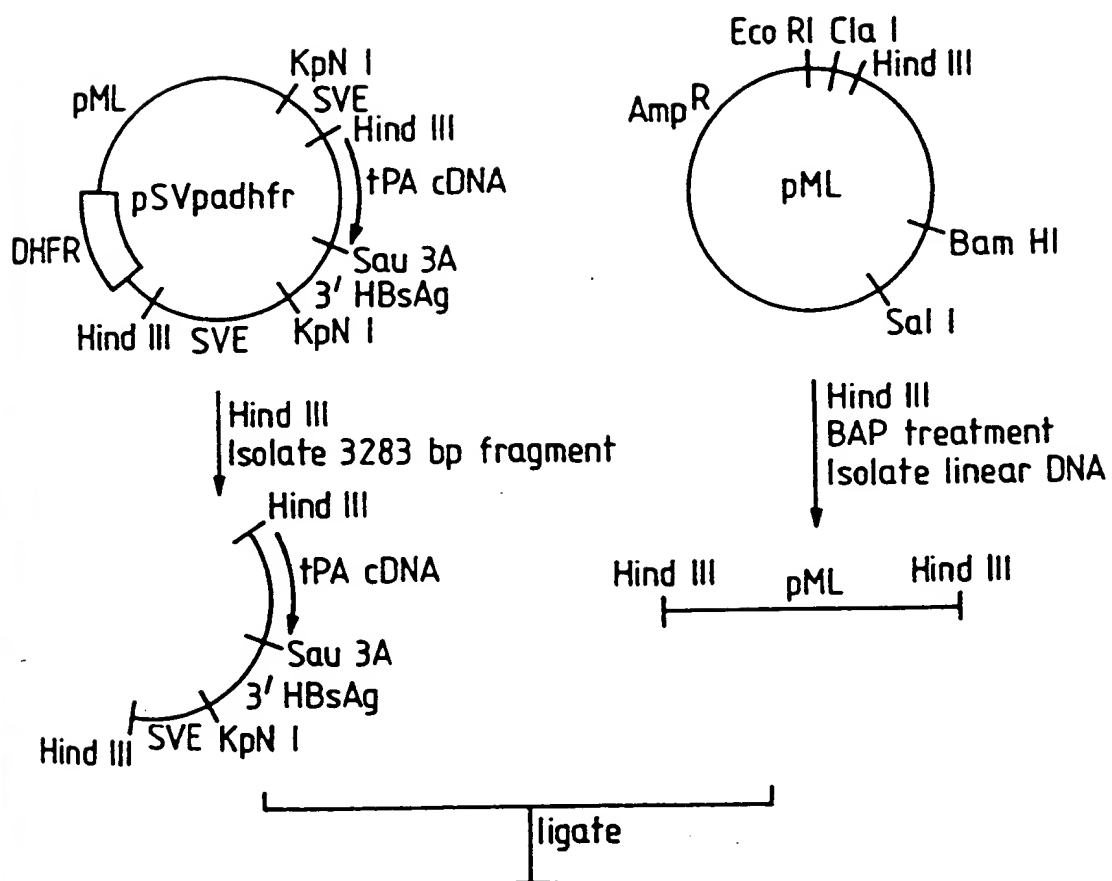 KpN I
SVE
Hind III
tPA cDNA
pML
pSVpadhfr
DHFR
Sau 3A
3' HBsAg
KpN I
SVE
Hind III
Hind III
Isolate 3283 bp fragment
Hind III
tPA cDNA
Sau 3A
3' HBsAg
KpN I
SVE
Hind III
Eco RI Cla I
Hind III
Amp R
pML
Bam HI
Sal I
Hind III
BAP treatment
Isolate linear DNA
Hind III pML Hind III
ligate